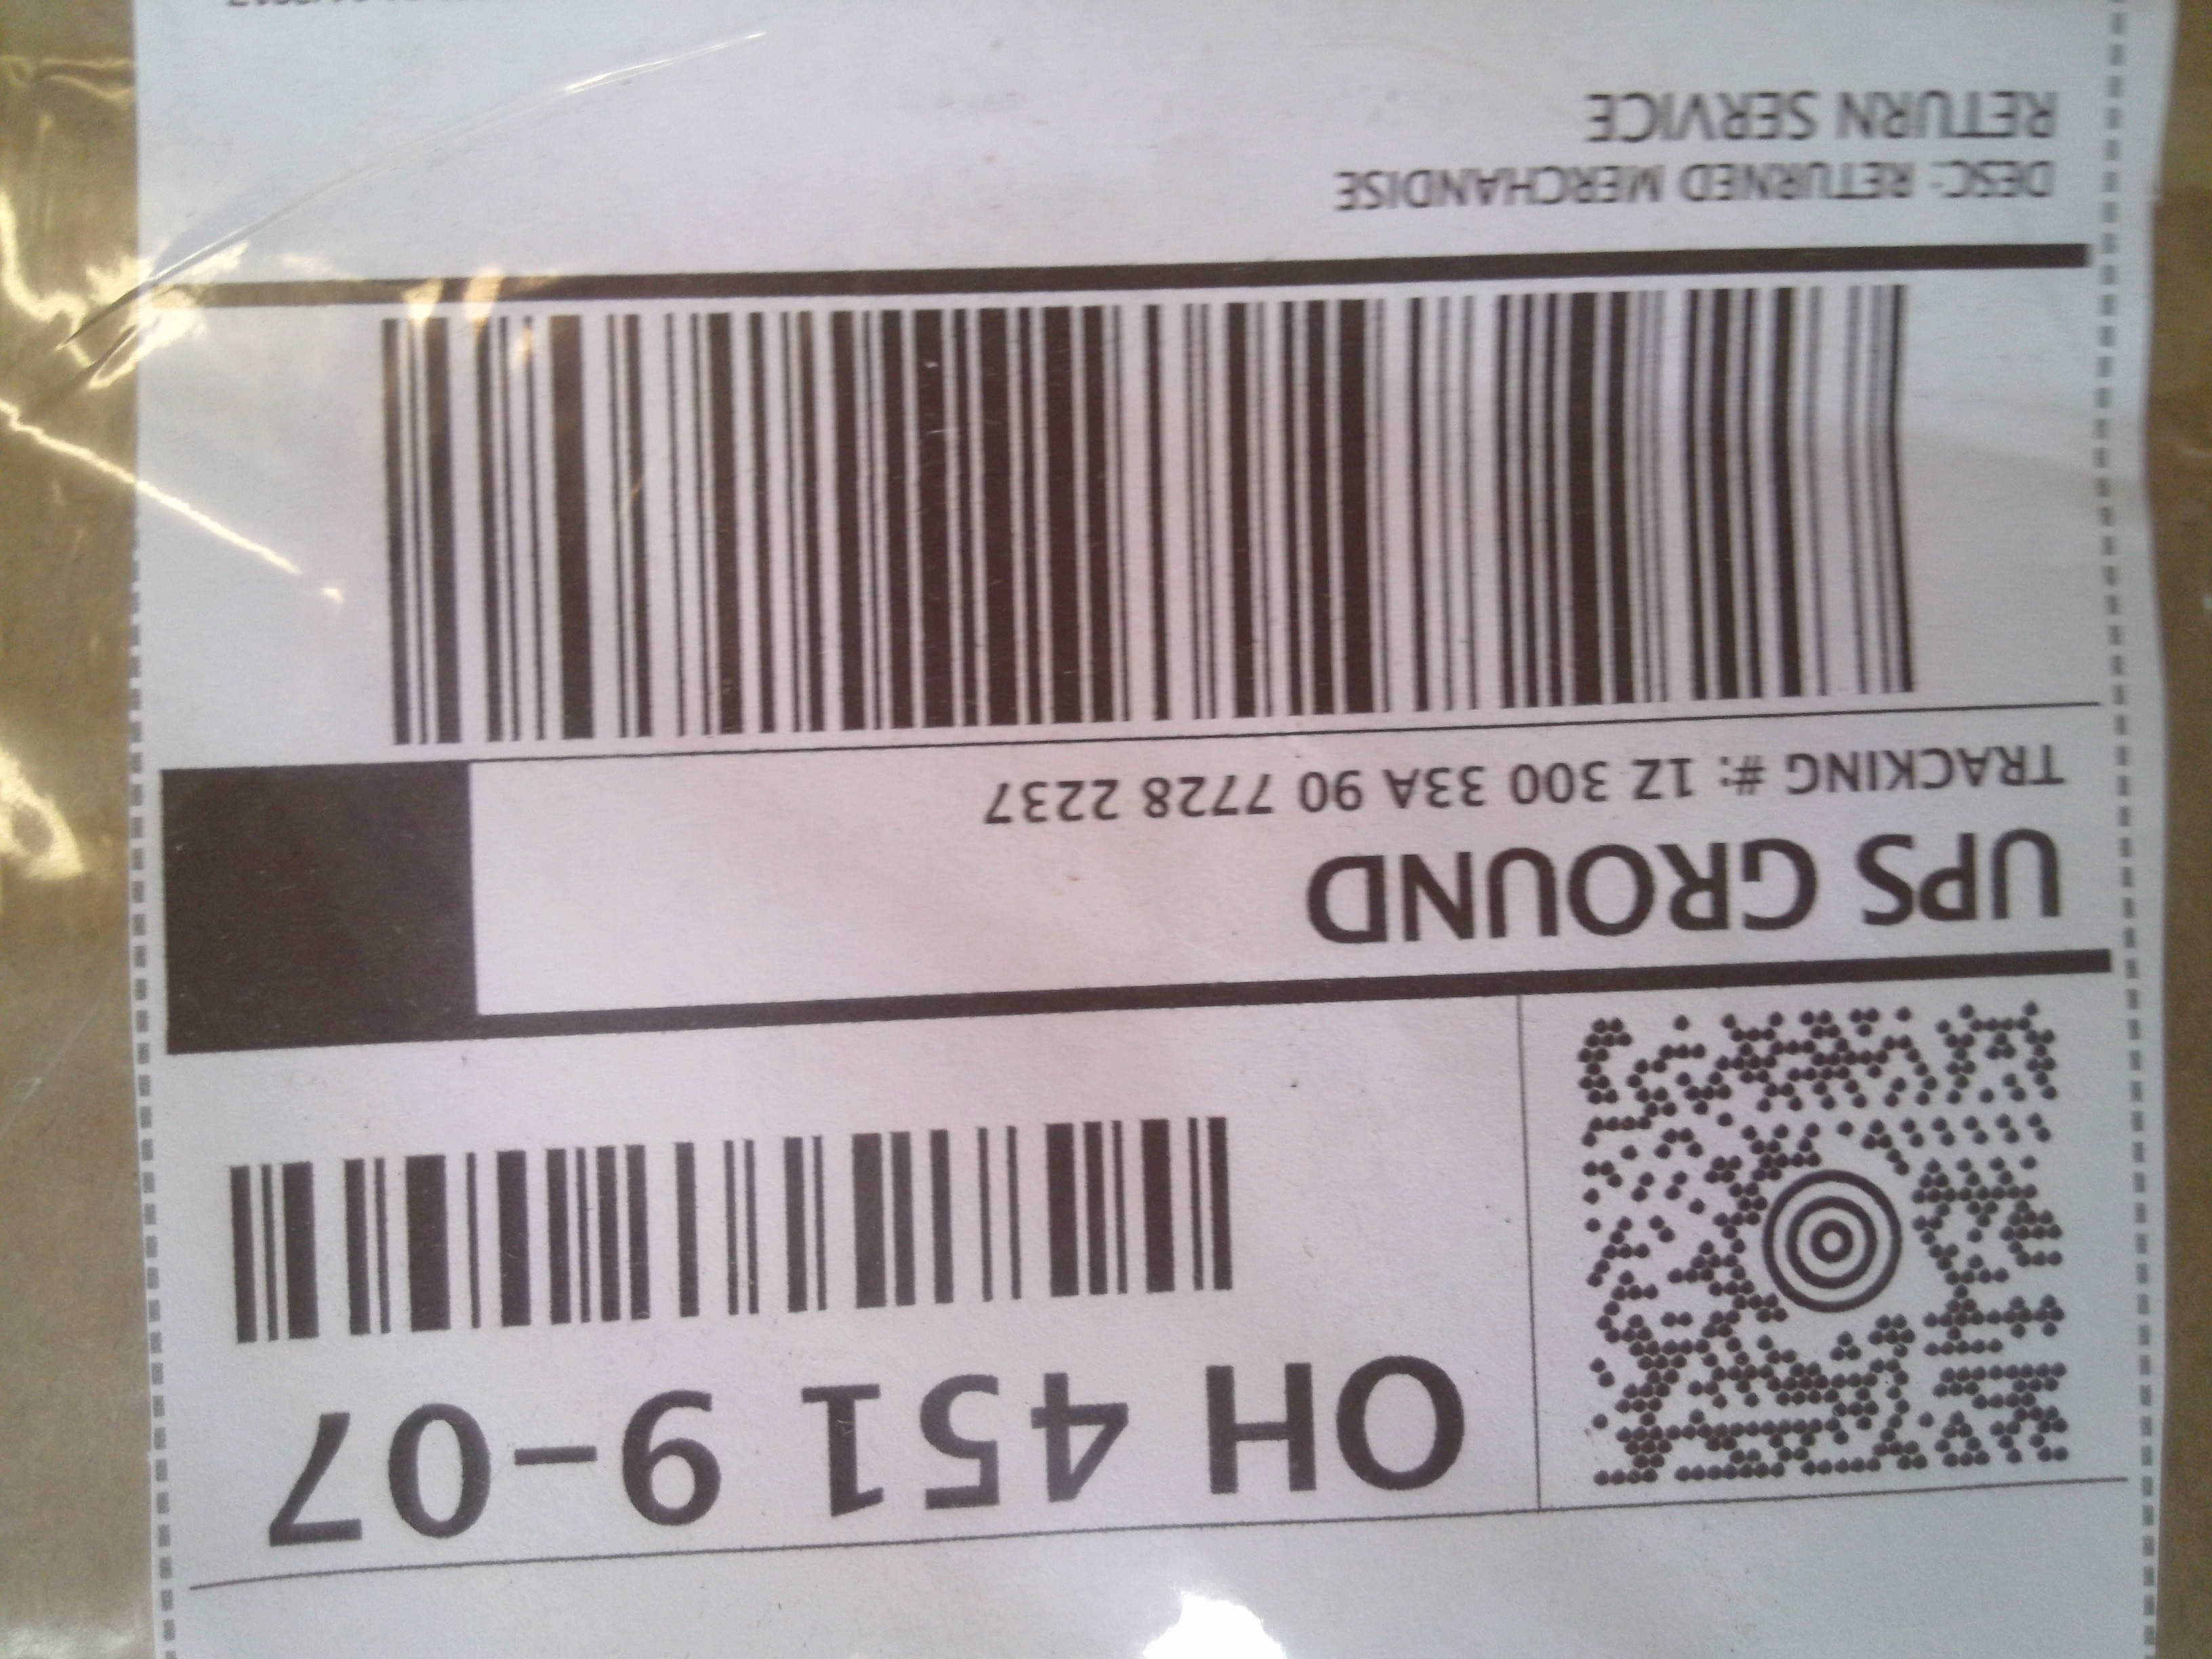 OH 451 9-07
UPS GROUND
TRACKING #: 1Z 300 33A 90 7728 2237
DESC: RETURNED MERCHANDISE
RETURN SERVICE